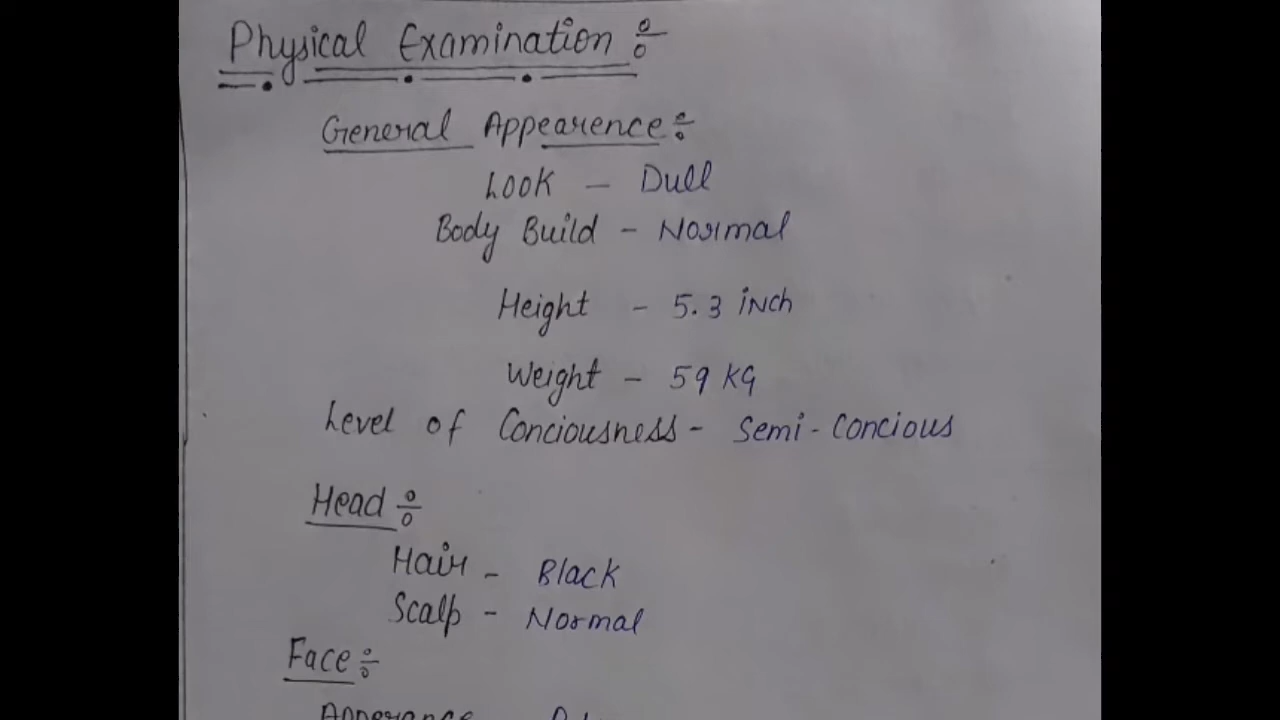 Physical Examination ÷
General Appearence ÷
Look - Dull
Body Build - Normal
Height - 5.3 inch
Weight - 59 KG
Level of Conciousness - Semi-Concious
Head ÷
Hair - Black
Scalp - Normal
Face ÷
Apperance -